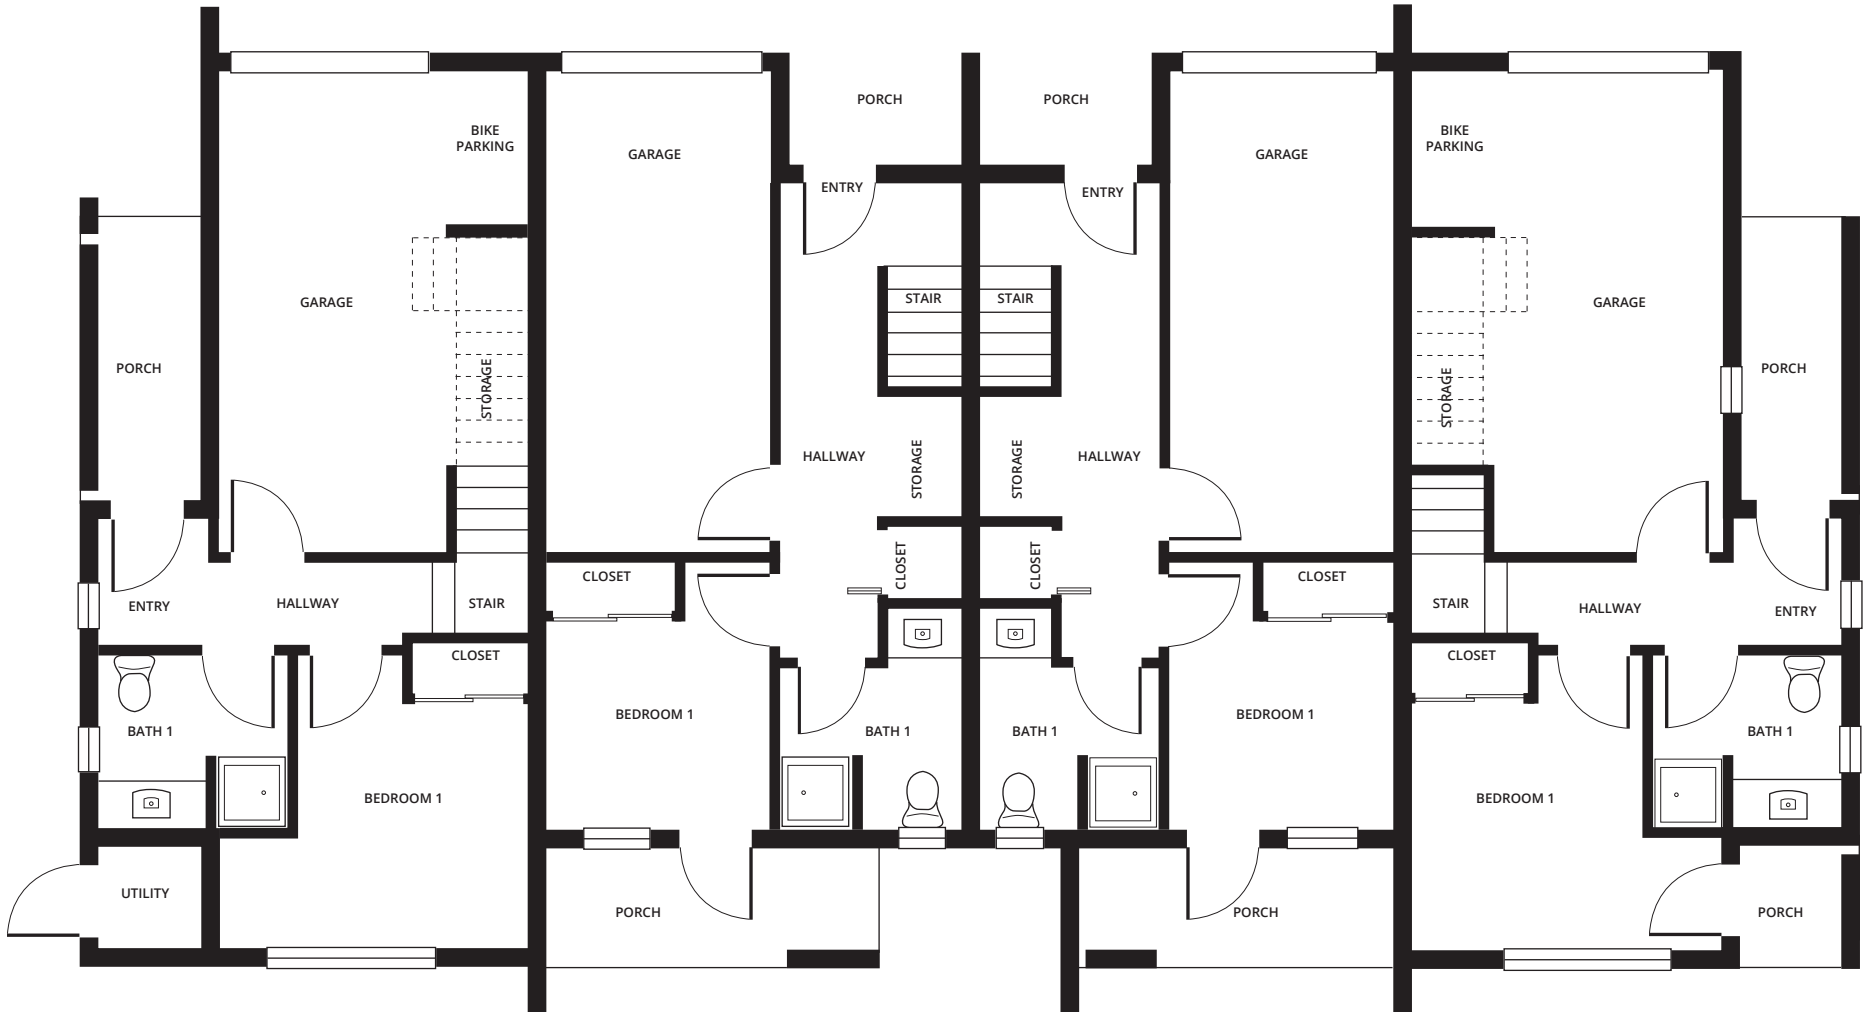 PORCH
PORCH
BIKE
PARKING
BIKE
PARKING
GARAGE
GARAGE
ENTRY
ENTRY
STAIR
STAIR
GARAGE
GARAGE
PORCH
PORCH
STORAGE
STORAGE
HALLWAY
STORAGE
STORAGE
HALLWAY
CLOSET
CLOSET
CLOSET
CLOSET
ENTRY
HALLWAY
STAIR
STAIR
HALLWAY
ENTRY
CLOSET
CLOSET
BEDROOM 1
BEDROOM 1
BATH 1
BATH 1
BATH 1
BATH 1
BEDROOM 1
BEDROOM 1
UTILITY
PORCH
PORCH
PORCH